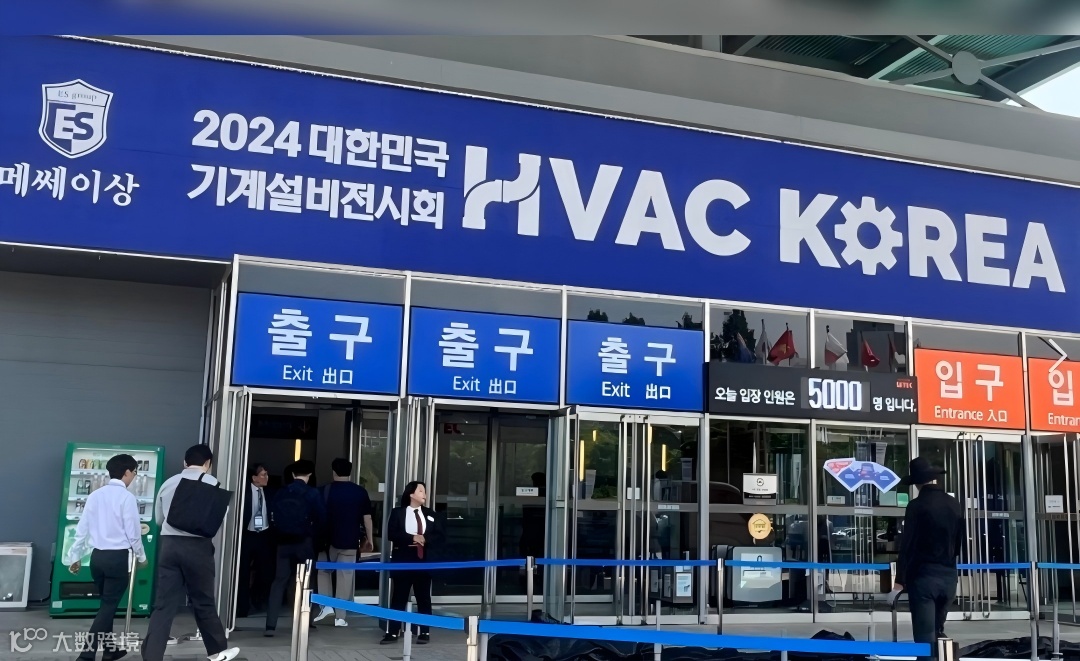 ES group
ES
메쎄이상
2024 대한민국
기계설비전시회
HVAC KOREA
출구
Exit 出口
출구
Exit 出口
출구
Exit 出口
오늘 입장 인원은 5000 명 입니다.
입구
Entrance 入口
입
Entran
大数跨境